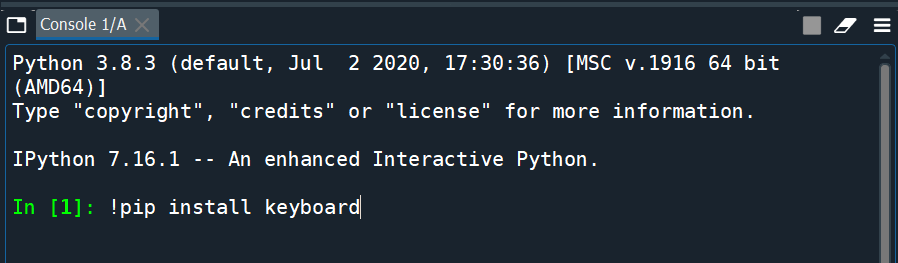 Console 1/A
Python 3.8.3 (default, Jul  2 2020, 17:30:36) [MSC v.1916 64 bit
(AMD64)]
Type "copyright", "credits" or "license" for more information.
IPython 7.16.1 -- An enhanced Interactive Python.
In [1]: !pip install keyboard